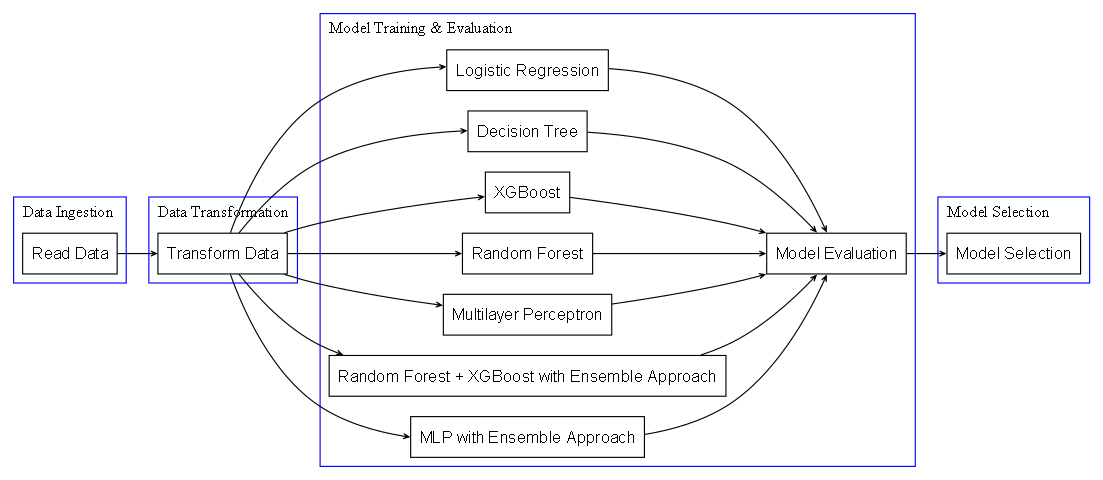 Model Training & Evaluation
Logistic Regression
Decision Tree
XGBoost
Data Ingestion
Read Data
Data Transformation
Transform Data
Random Forest
Model Evaluation
Model Selection
Model Selection
Multilayer Perceptron
Random Forest + XGBoost with Ensemble Approach
MLP with Ensemble Approach